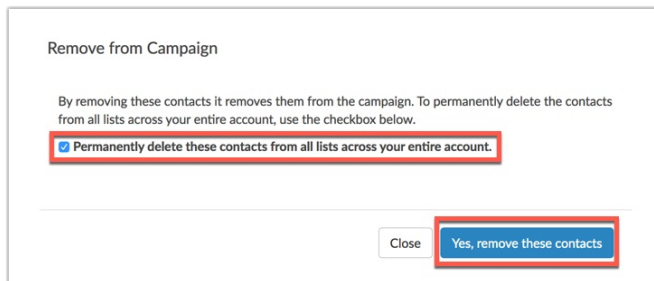 Remove from Campaign
By removing these contacts it removes them from the campaign. To permanently delete the contacts
from all lists across your entire account, use the checkbox below.
Permanently delete these contacts from all lists across your entire account.
Close
Yes, remove these contacts